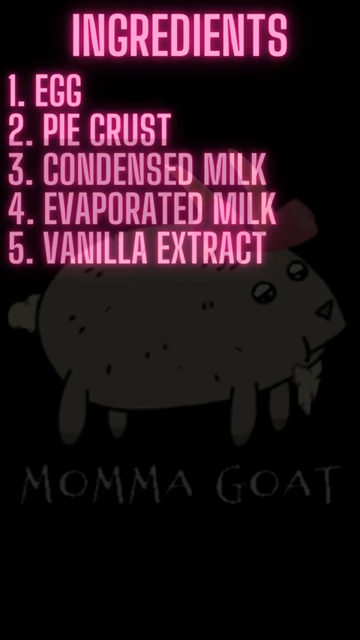 INGREDIENTS
1. EGG
2. PIE CRUST
3. CONDENSED MILK
4. EVAPORATED MILK
5. VANILLA EXTRACT
MOMMA GOAT